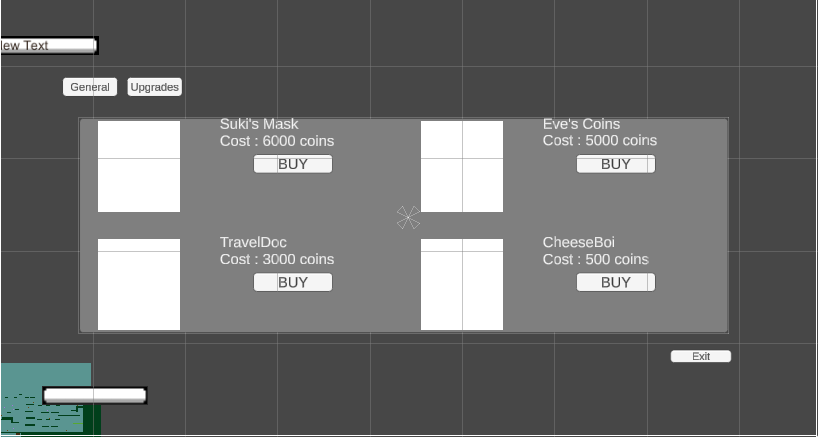 New Text
General
Upgrades
Suki's Mask
Cost : 6000 coins
BUY
Eve's Coins
Cost : 5000 coins
BUY
TravelDoc
Cost : 3000 coins
BUY
CheeseBoi
Cost : 500 coins
BUY
Exit